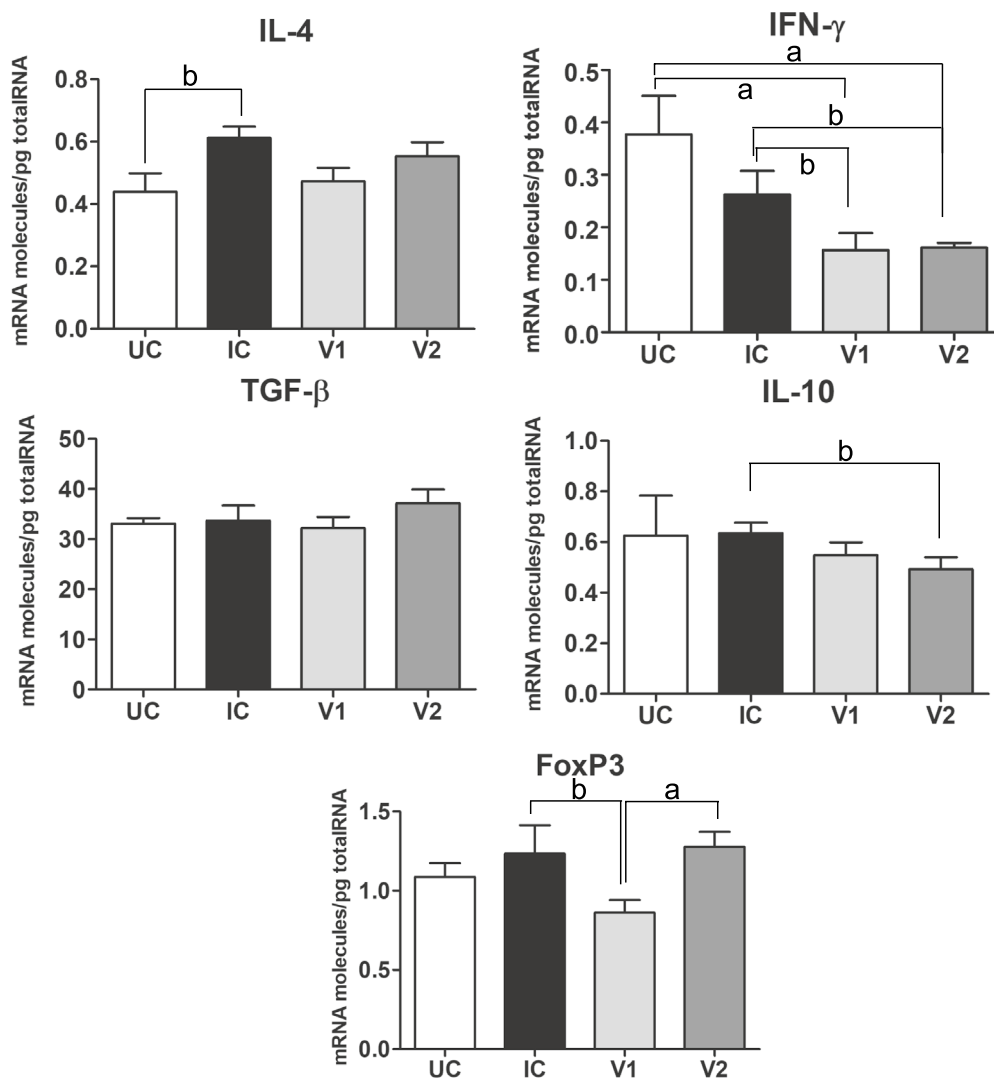 IL-4
mRNA molecules/pg totalRNA
0.8
0.6
0.4
0.2
0.0
b
UC IC V1 V2
IFN-γ
mRNA molecules/pg totalRNA
0.5
0.4
0.3
0.2
0.1
0.0
a
a
b
b
UC IC V1 V2
TGF-β
mRNA molecules/pg totalRNA
50
40
30
20
10
0
UC IC V1 V2
IL-10
mRNA molecules/pg totalRNA
1.0
0.8
0.6
0.4
0.2
0.0
b
UC IC V1 V2
FoxP3
mRNA molecules/pg totalRNA
1.5
1.0
0.5
0.0
b a
UC IC V1 V2